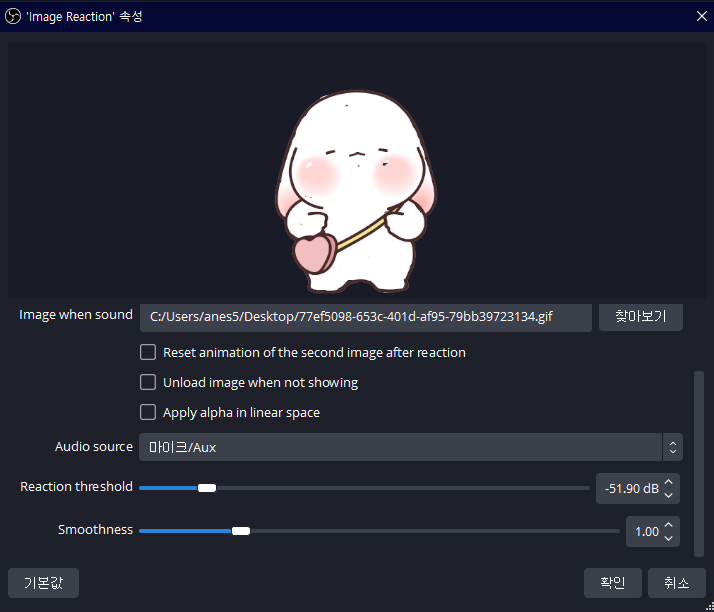 'Image Reaction' 속성
Image when sound C:/Users/anes5/Desktop/77ef5098-653c-401d-af95-79bb39723134.gif 찾아보기
Reset animation of the second image after reaction
Unload image when not showing
Apply alpha in linear space
Audio source 마이크/Aux
Reaction threshold -51.90 dB
Smoothness 1.00
기본값 확인 취소